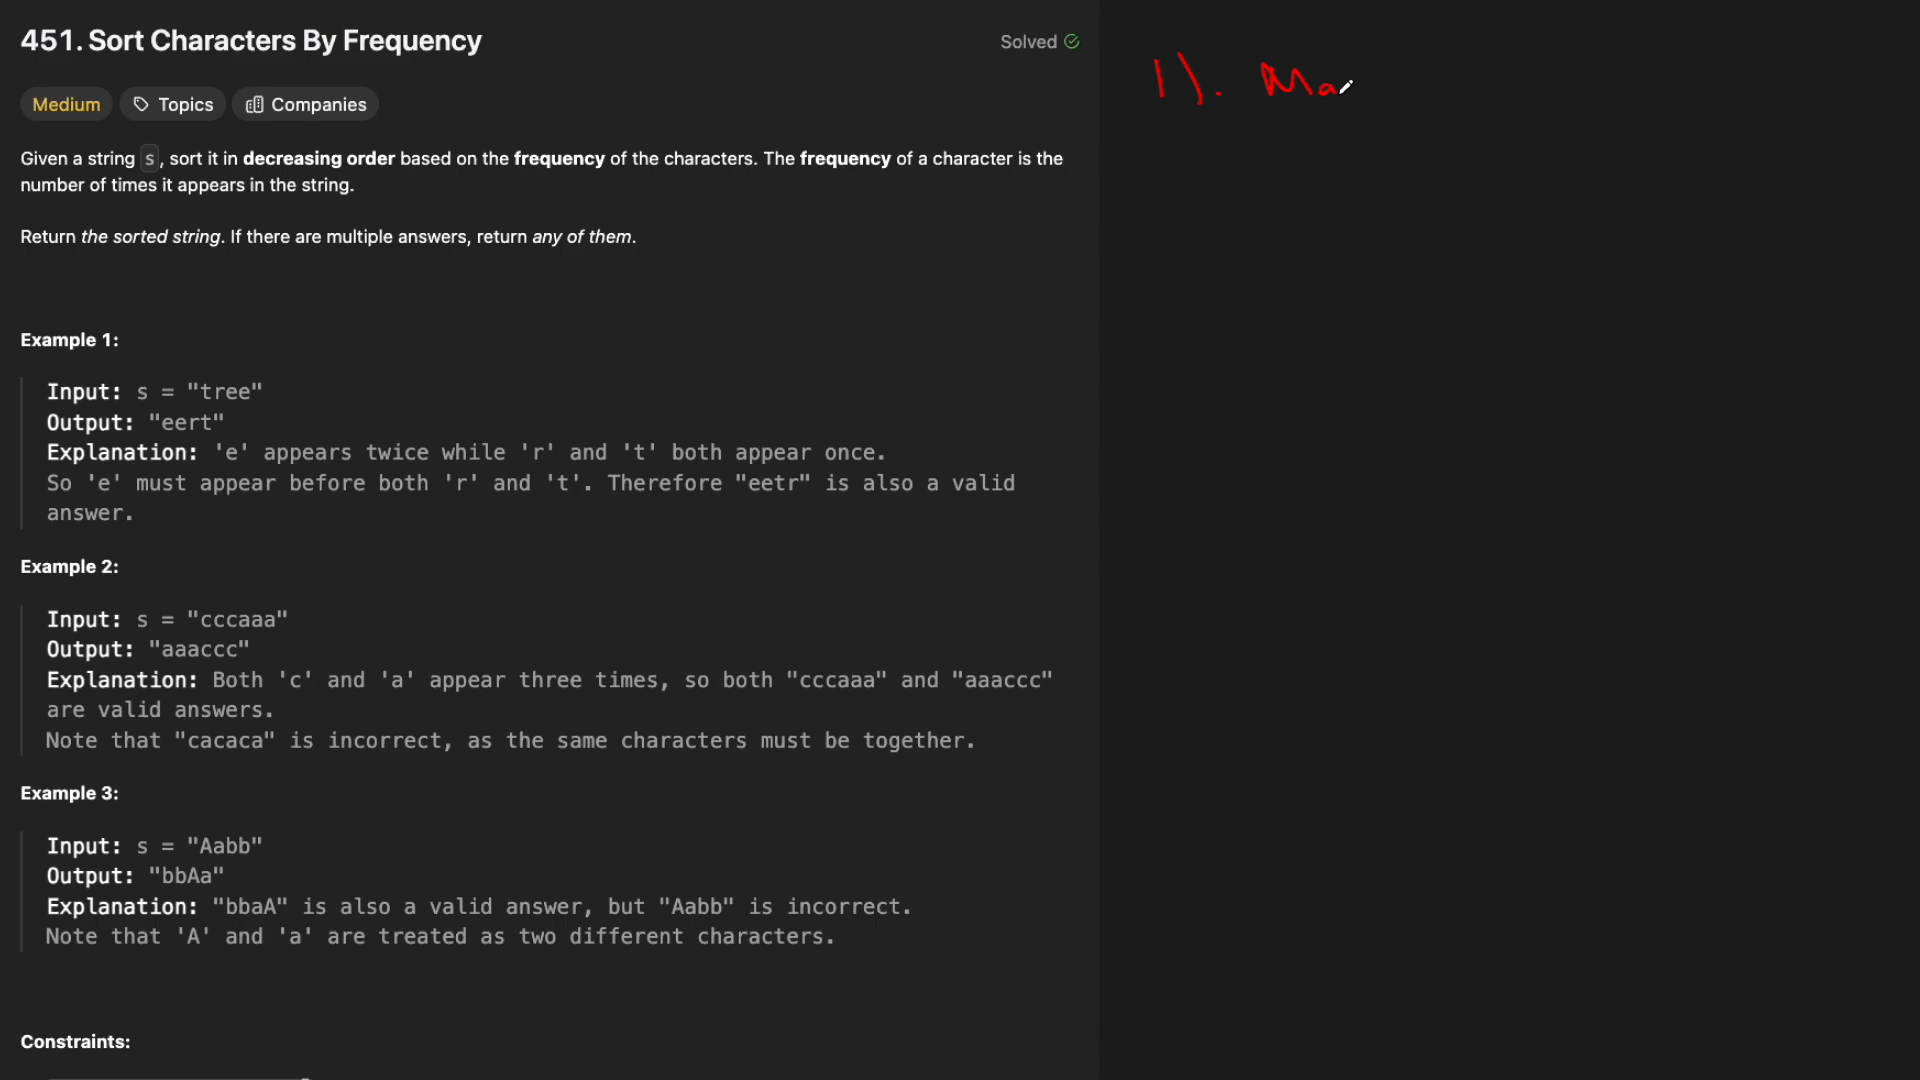 451. Sort Characters By Frequency
Solved
1). Ma
Medium
Topics
Companies
Given a string s, sort it in decreasing order based on the frequency of the characters. The frequency of a character is the
number of times it appears in the string.
Return the sorted string. If there are multiple answers, return any of them.
Example 1:
Input: s = "tree"
Output: "eert"
Explanation: 'e' appears twice while 'r' and 't' both appear once.
So 'e' must appear before both 'r' and 't'. Therefore "eetr" is also a valid
answer.
Example 2:
Input: s = "cccaaa"
Output: "aaaccc"
Explanation: Both 'c' and 'a' appear three times, so both "cccaaa" and "aaaccc"
are valid answers.
Note that "cacaca" is incorrect, as the same characters must be together.
Example 3:
Input: s = "Aabb"
Output: "bbAa"
Explanation: "bbaA" is also a valid answer, but "Aabb" is incorrect.
Note that 'A' and 'a' are treated as two different characters.
Constraints: